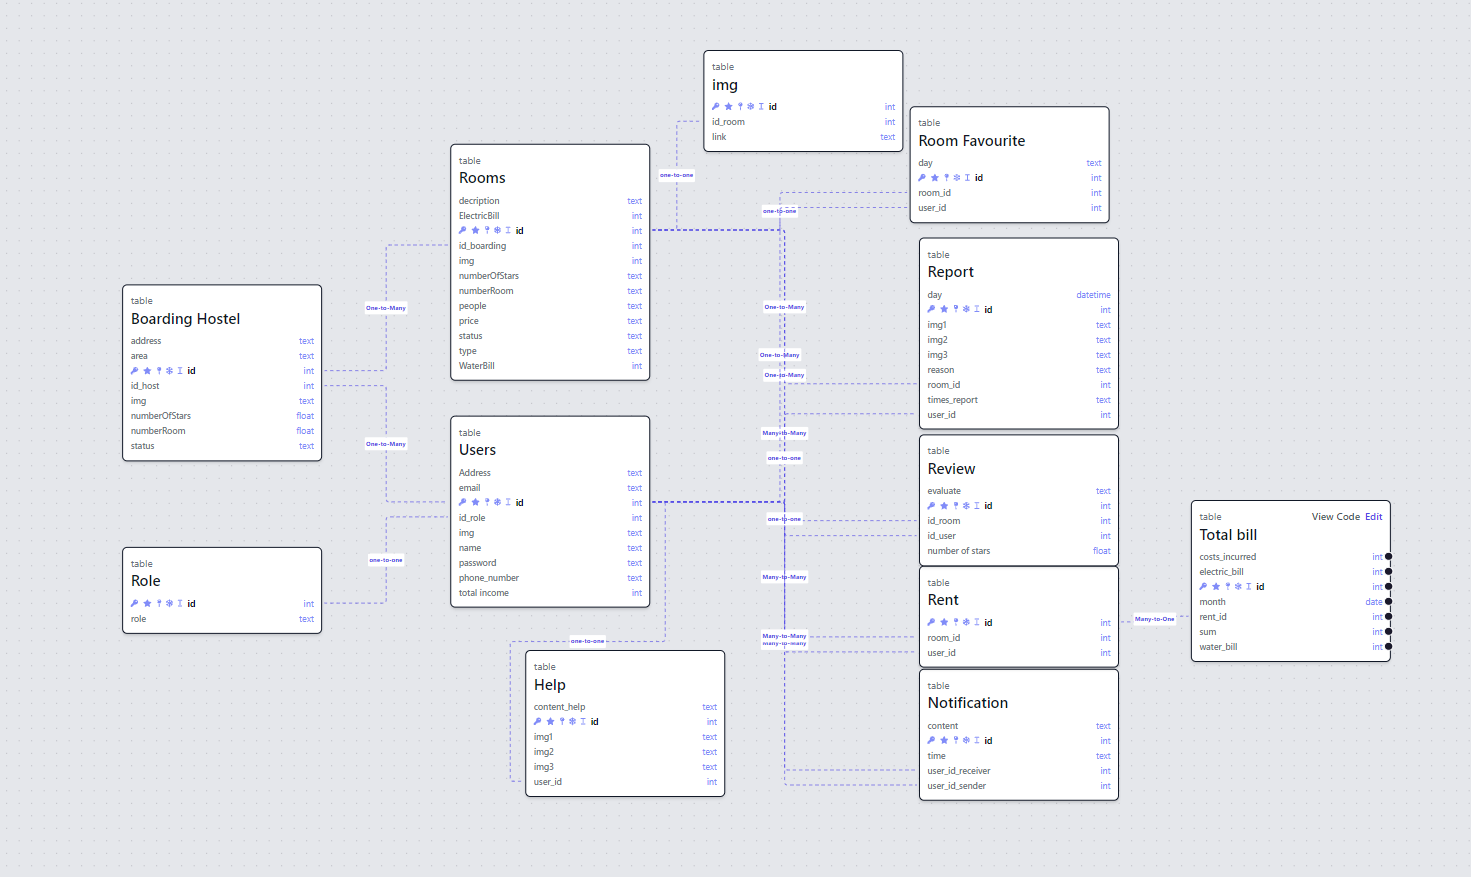 table
img
id int
id_room int
link text
table
Room Favourite
day text
id int
room_id int
user_id int
table
Rooms
decription text
ElectricBill int
id int
id_boarding int
img int
numberOfStars text
numberRoom text
people text
price text
status text
type text
WaterBill int
one-to-one
one-to-one
table
Report
day datetime
id int
img1 text
img2 text
img3 text
reason text
room_id int
times_report text
user_id int
table
Boarding Hostel
address text
area text
id int
id_host int
img text
numberOfStars float
numberRoom float
status text
One-to-Many
One-to-Many
One-to-Many
One-to-Many
One-to-Many
table
Users
Address text
email text
id int
id_role int
img text
name text
password text
phone_number text
total income int
Many-to-Many
one-to-one
one-to-one
table
Review
evaluate text
id int
id_room int
id_user int
number of stars float
table
Role
id int
role text
one-to-one
Many-to-Many
table
Rent
id int
room_id int
user_id int
Many-to-One
table View Code Edit
Total bill
costs_incurred int
electric_bill int
id int
month date
rent_id int
sum int
water_bill int
one-to-one
Many-to-Many
many-to-many
table
Help
content_help text
id int
img1 text
img2 text
img3 text
user_id int
table
Notification
content text
id int
time text
user_id_receiver int
user_id_sender int